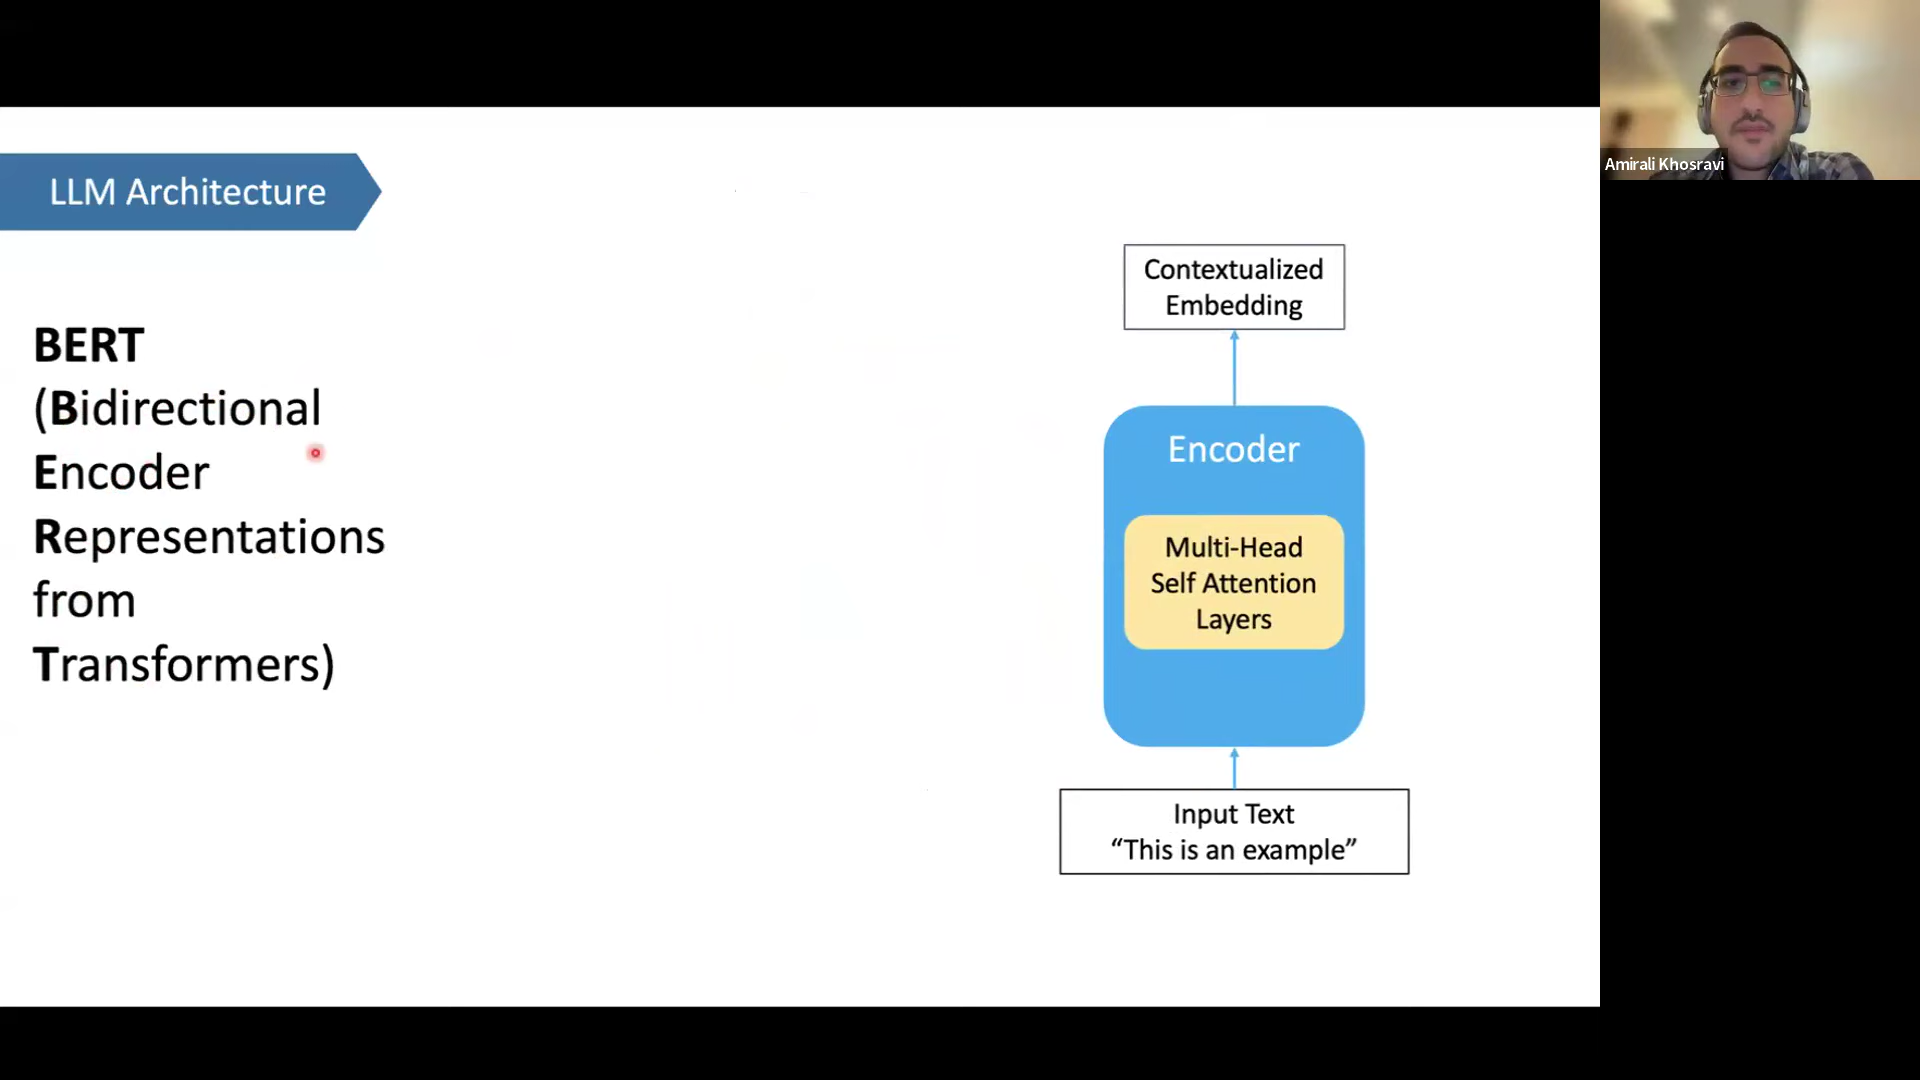 LLM Architecture
BERT
(Bidirectional
Encoder
Representations
from
Transformers)
Contextualized
Embedding
Encoder
Multi-Head
Self Attention
Layers
Input Text
“This is an example”
Amirali Khosravi